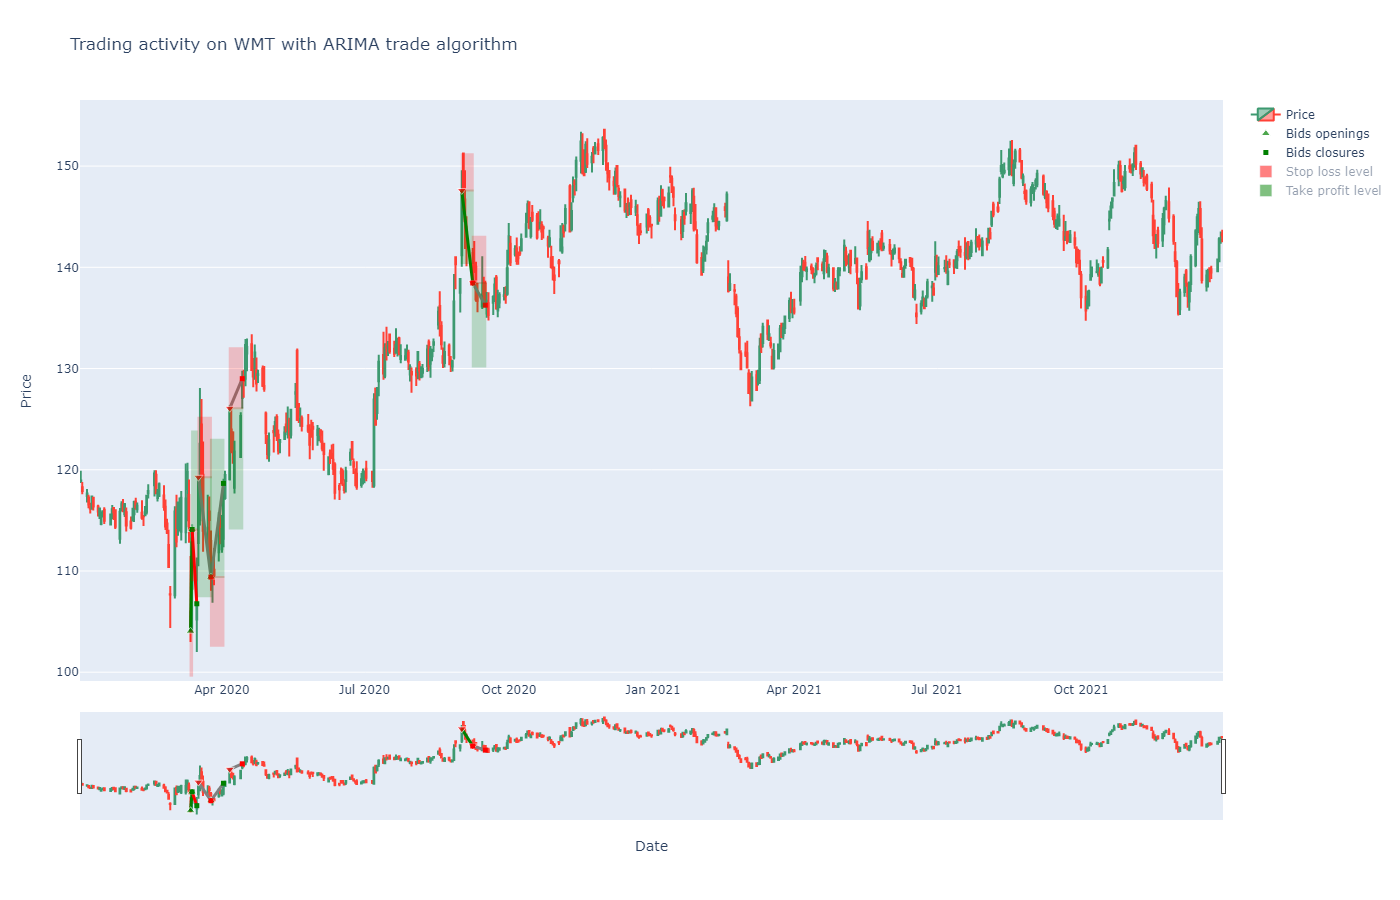 Trading activity on WMT with ARIMA trade algorithm
Price
Bids openings
Bids closures
Stop loss level
Take profit level
Price
150
140
130
120
110
100
Apr 2020
Jul 2020
Oct 2020
Jan 2021
Apr 2021
Jul 2021
Oct 2021
Date